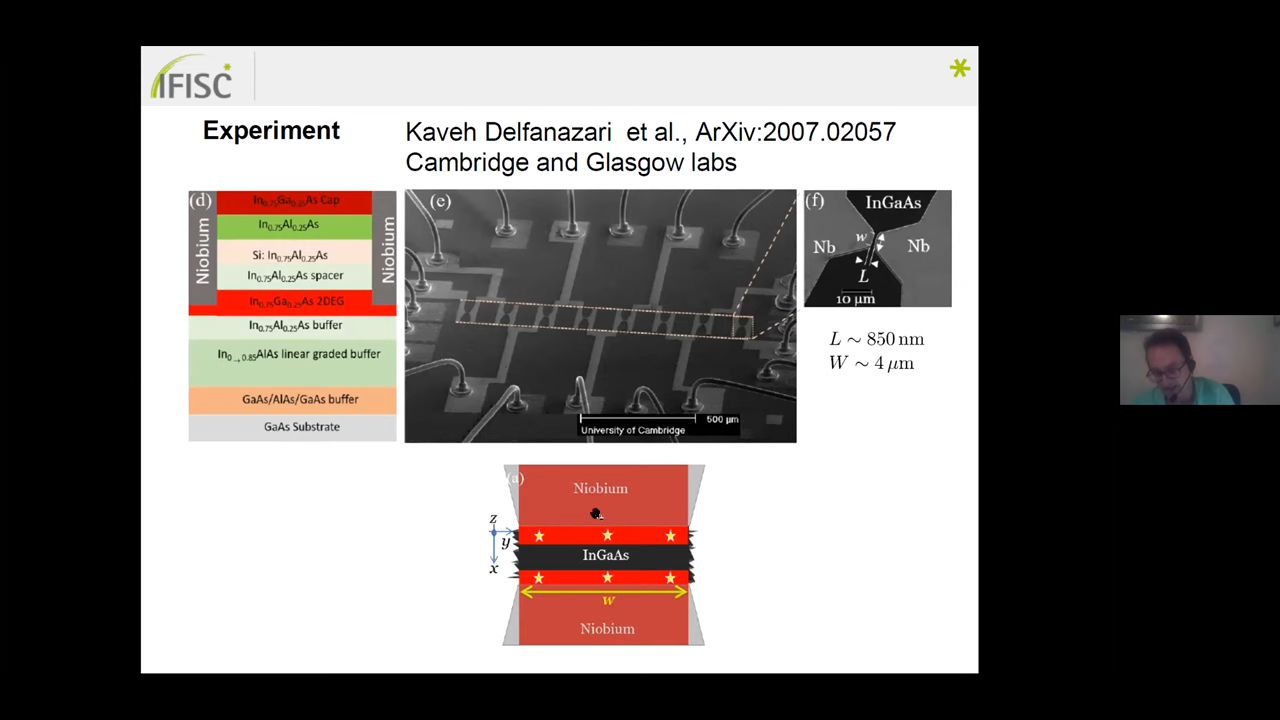 IFISC
Experiment
Kaveh Delfanazari et al., ArXiv:2007.02057
Cambridge and Glasgow labs
(d)
Niobium
In0.75Ga0.25As Cap
In0.75Al0.25As
Si: In0.75Al0.25As
In0.75Al0.25As spacer
In0.75Ga0.25As 2DEG
In0.75Al0.25As buffer
In0→0.85AlAs linear graded buffer
GaAs/AlAs/GaAs buffer
GaAs Substrate
Niobium
(e)
500 µm
University of Cambridge
(f)
InGaAs
w
Nb
Nb
L
10 µm
L ∼ 850 nm
W ∼ 4 µm
(a)
Niobium
z
y
x
InGaAs
w
Niobium